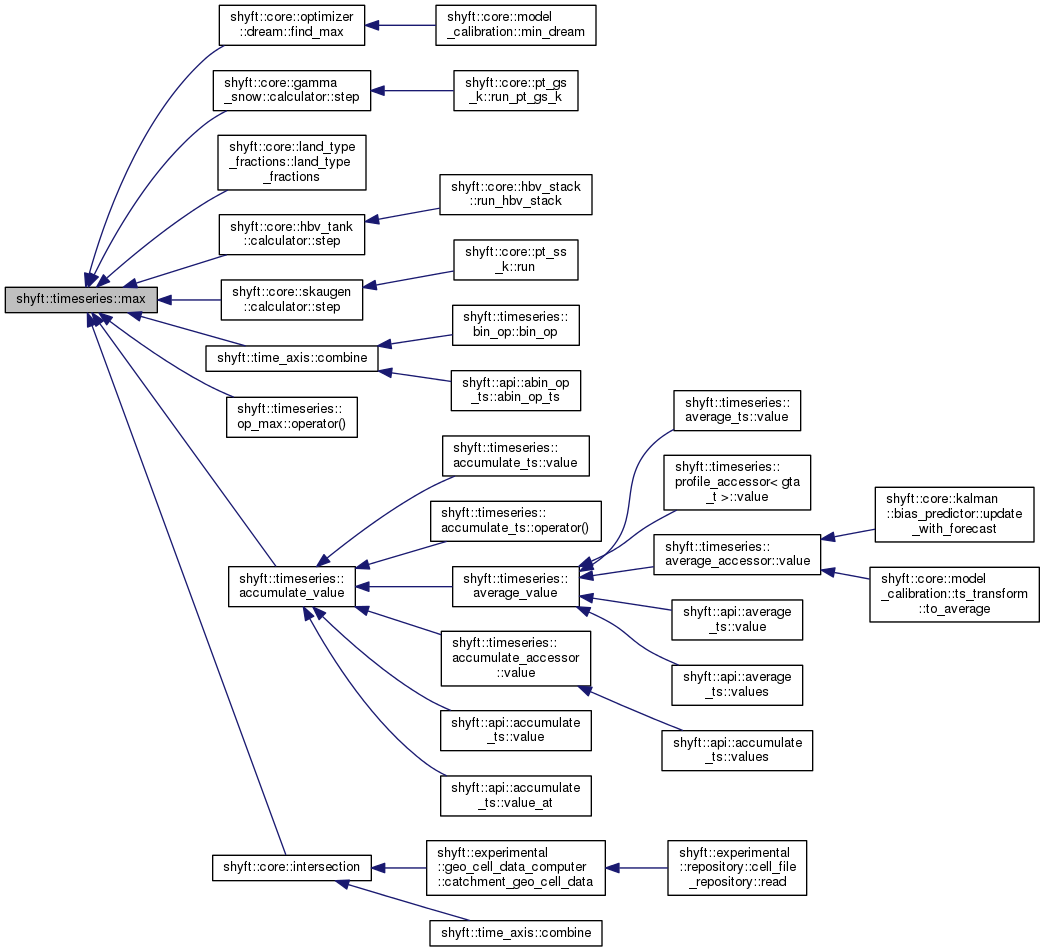 shyft::timeseries::max
shyft::core::optimizer
::dream::find_max
shyft::core::model
_calibration::min_dream
shyft::core::gamma
_snow::calculator::step
shyft::core::pt_gs
_k::run_pt_gs_k
shyft::core::land_type
_fractions::land_type
_fractions
shyft::core::hbv_tank
::calculator::step
shyft::core::hbv_stack
::run_hbv_stack
shyft::core::skaugen
::calculator::step
shyft::core::pt_ss
_k::run
shyft::time_axis::combine
shyft::timeseries::
bin_op::bin_op
shyft::api::abin_op
_ts::abin_op_ts
shyft::timeseries::
op_max::operator()
shyft::timeseries::
accumulate_value
shyft::timeseries::
accumulate_ts::value
shyft::timeseries::
accumulate_ts::operator()
shyft::timeseries::
average_value
shyft::timeseries::
average_ts::value
shyft::timeseries::
profile_accessor< gta
_t >::value
shyft::timeseries::
average_accessor::value
shyft::core::kalman
::bias_predictor::update
_with_forecast
shyft::core::model
_calibration::ts_transform
::to_average
shyft::api::average
_ts::value
shyft::api::average
_ts::values
shyft::timeseries::
accumulate_accessor
::value
shyft::api::accumulate
_ts::values
shyft::api::accumulate
_ts::value
shyft::api::accumulate
_ts::value_at
shyft::core::intersection
shyft::experimental
::geo_cell_data_computer
::catchment_geo_cell_data
shyft::experimental
::repository::cell_file
_repository::read
shyft::time_axis::combine